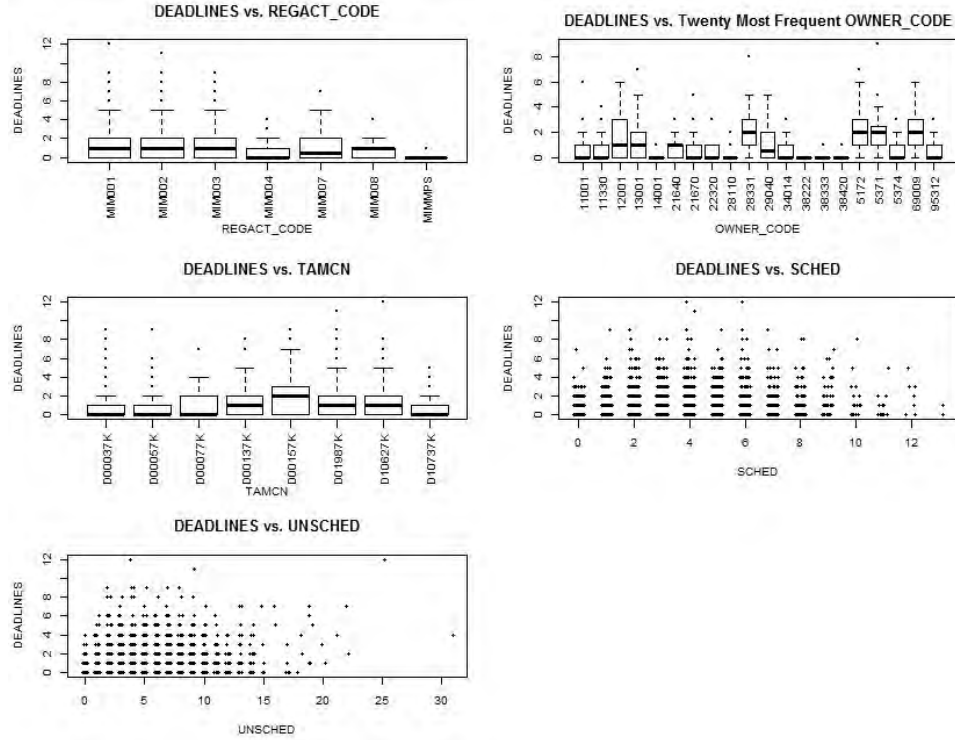 DEADLINES vs. REGACT_CODE
DEADLINES
0 2 4 6 8 12
MIM001 MIM002 MIM003 MIM004 MIM007 MIM008 MIMMPS
REGACT_CODE
DEADLINES vs. Twenty Most Frequent OWNER_CODE
DEADLINES
0 2 4 6 8
11001 11330 12001 13001 14001 21640 21670 22320 28110 28331 29040 34014 38222 38333 38420 5172 5371 5374 69009 95312
OWNER_CODE
DEADLINES vs. TAMCN
DEADLINES
0 2 4 6 8 12
D00037K D00057K D00077K D00137K D00157K D01987K D10627K D10737K
TAMCN
DEADLINES vs. SCHED
DEADLINES
0 2 4 6 8 12
0 2 4 6 8 10 12
SCHED
DEADLINES vs. UNSCHED
DEADLINES
0 2 4 6 8 12
0 5 10 15 20 25 30
UNSCHED